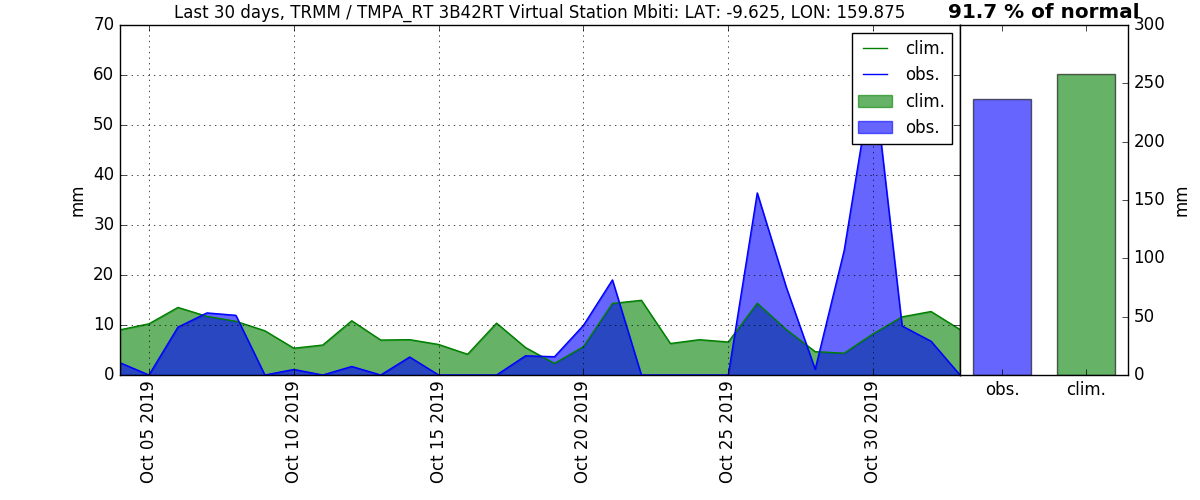 Last 30 days, TRMM / TMPA_RT 3B42RT Virtual Station Mbiti: LAT: -9.625, LON: 159.875
91.7 % of normal
70
60
50
40
30
20
10
0
mm
clim.
obs.
clim.
obs.
300
250
200
150
100
50
0
mm
obs.
clim.
Oct 05 2019
Oct 10 2019
Oct 15 2019
Oct 20 2019
Oct 25 2019
Oct 30 2019